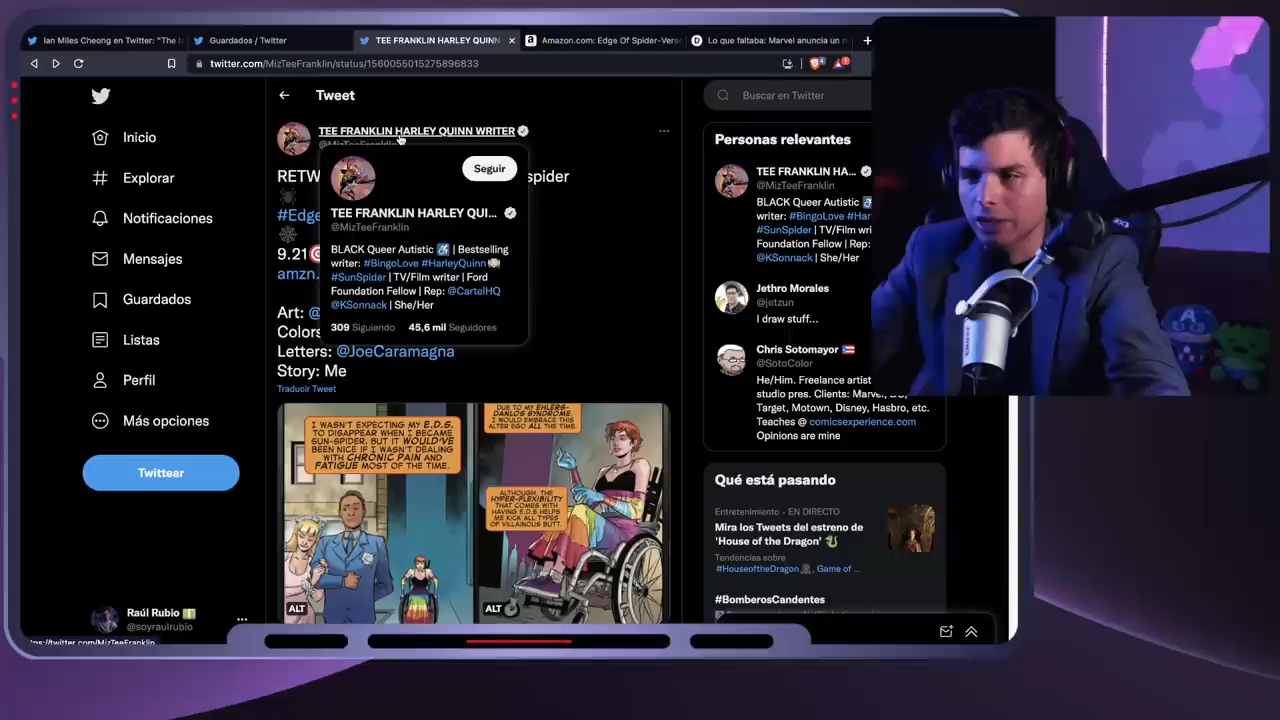 Ian Miles Cheong en Twitter: "The
Guardados / Twitter
TEE FRANKLIN HARLEY QUINN
Amazon.com: Edge Of Spider-Vers
Lo que faltaba: Marvel anuncia un
twitter.com/MizTeeFranklin/status/1560055015275896833
Inicio
Explorar
Notificaciones
Mensajes
Guardados
Listas
Perfil
Más opciones
Twittear
Raúl Rubio
@soyraulrubio
Tweet
TEE FRANKLIN HARLEY QUINN WRITER
@MizTeeFranklin
RETW
spider
#Edge
9.21
amzn.
Art: @
Colors
Letters: @JoeCaramagna
Story: Me
Traducir Tweet
Seguir
TEE FRANKLIN HARLEY QUI...
@MizTeeFranklin
BLACK Queer Autistic | Bestselling
writer: #BingoLove #HarleyQuinn
#SunSpider | TV/Film writer | Ford
Foundation Fellow | Rep: @CartelHQ
@KSonnack | She/Her
309 Siguiendo 45,6 mil Seguidores
I WASN'T EXPECTING MY E.D.S.
TO DISAPPEAR WHEN I BECAME
SUN-SPIDER. BUT IT WOULD'VE
BEEN NICE IF I WASN'T DEALING
WITH CHRONIC PAIN AND
FATIGUE MOST OF THE TIME.
ALT
DUE TO MY EHLERS-
DANLOS SYNDROME,
I WOULD EMBRACE THIS
ALTER EGO ALL THE TIME.
ALTHOUGH, THE
HYPER-FLEXIBILITY
THAT COMES WITH
HAVING E.D.S HELPS
ME KICK ALL TYPES
OF VILLAINOUS BUTT.
ALT
Buscar en Twitter
Personas relevantes
TEE FRANKLIN HA...
@MizTeeFranklin
BLACK Queer Autistic
writer: #BingoLove #Har
#SunSpider | TV/Film wri
Foundation Fellow | Rep:
@KSonnack | She/Her
Jethro Morales
@jetzun
I draw stuff...
Chris Sotomayor
@SotoColor
He/Him. Freelance artist
studio pres. Clients: Marvel, DC,
Target, Motown, Disney, Hasbro, etc.
Teaches @ comicsexperience.com
Opinions are mine
Qué está pasando
Entretenimiento · EN DIRECTO
Mira los Tweets del estreno de
'House of the Dragon'
Tendencias sobre
#HouseoftheDragon, Game of ...
#BomberosCandentes